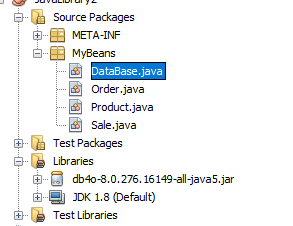 JavaLibrary2
Source Packages
META-INF
MyBeans
DataBase.java
Order.java
Product.java
Sale.java
Test Packages
Libraries
db4o-8.0.276.16149-all-java5.jar
JDK 1.8 (Default)
Test Libraries